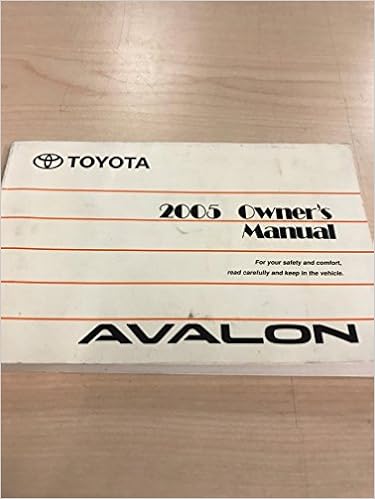 TOYOTA
2005 Owner's
Manual
For your safety and comfort,
read carefully and keep in the vehicle.
AVALON